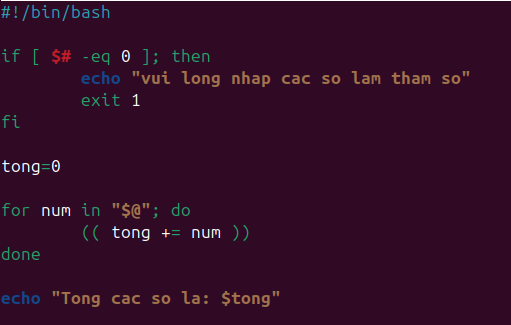 #!/bin/bash
if [ $# -eq 0 ]; then
echo "vui long nhap cac so lam tham so"
exit 1
fi
tong=0
for num in "$@"; do
(( tong += num ))
done
echo "Tong cac so la: $tong"